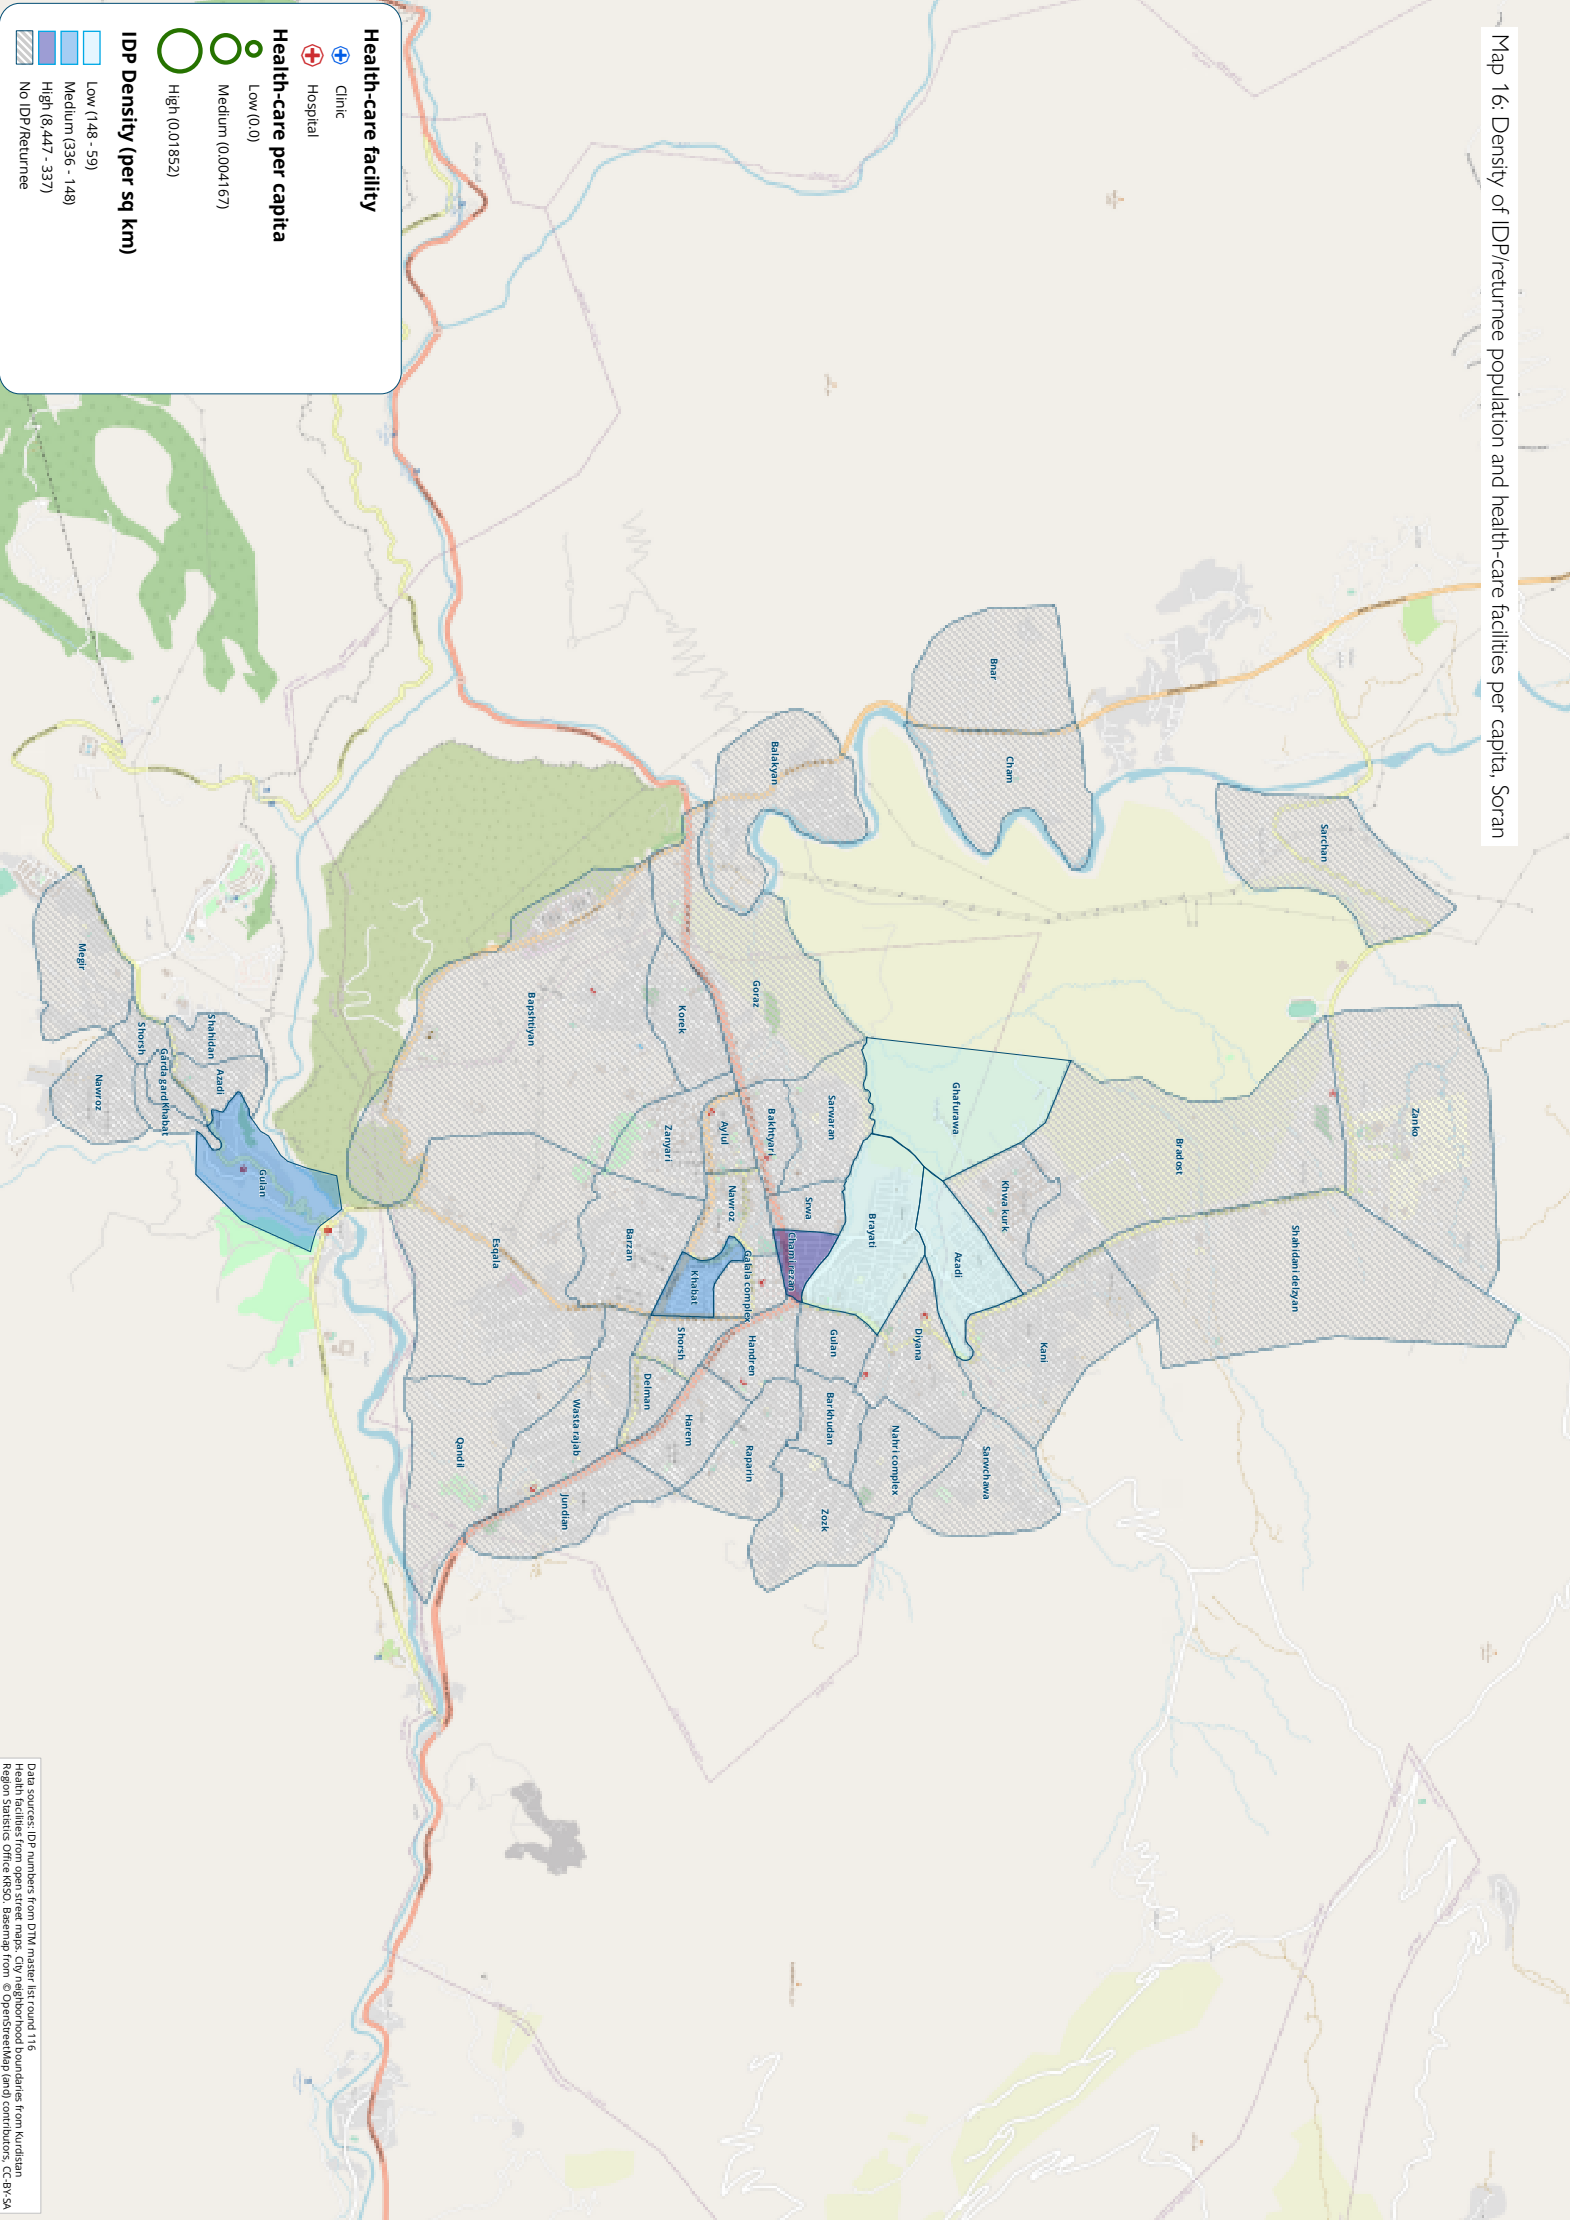 Map 16: Density of IDP/returnee population and health-care facilities per capita, Soran
Health-care facility
Clinic
Hospital
Health-care per capita
Low (0.0)
Medium (0.004167)
High (0.01852)
IDP Density (per sq km)
Low (148 - 59)
Medium (336 - 148)
High (8,447 - 337)
No IDP/Returnee
Bnar
Cham
Balakyan
Sarchan
Zanko
Bradost
Shahidani delzyan
Ghafurawa
Khwa kurk
Azadi
Brayati
Kani
Goraz
Korek
Bapshtiyan
Sarwaran
Bakhtyari
Aylul
Zanyari
Srwa
Nawroz
Barzan
Esqala
Cham rezan
Galala complex
Khabat
Diyana
Gulan
Handren
Shorsh
Delman
Barkhudan
Harem
Wasta rajab
Nahri complex
Sarwchawa
Raparin
Qandil
Zozk
Jundian
Megir
Shahidan
Shorsh
Garda gard
Azadi
Nawroz
Khabat
Gulan
Data sources: IDP numbers from DTM master list round 116
Health facilities from open street maps. City neighborhood boundaries from Kurdistan
Region Statistics Office KRSO. Basemap from © OpenStreetMap (and) contributors, CC-BY-SA